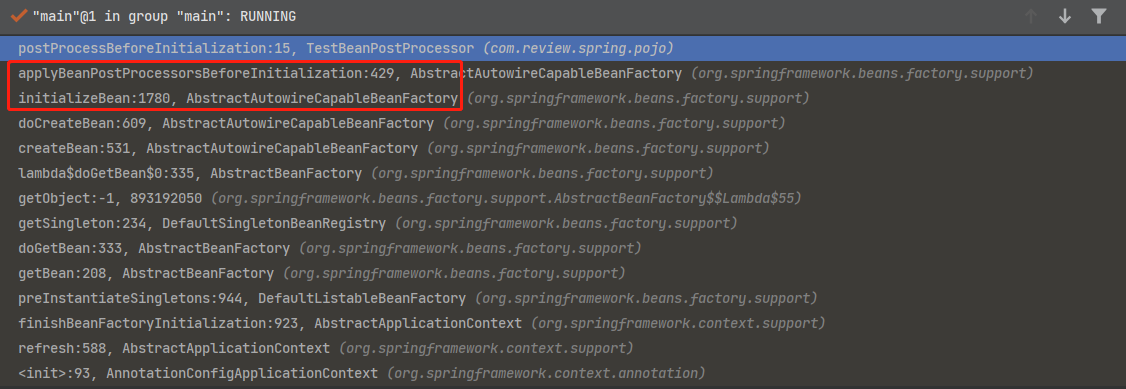 "main"@1 in group "main": RUNNING
postProcessBeforeInitialization:15, TestBeanPostProcessor (com.review.spring.pojo)
applyBeanPostProcessorsBeforeInitialization:429, AbstractAutowireCapableBeanFactory (org.springframework.beans.factory.support)
initializeBean:1780, AbstractAutowireCapableBeanFactory (org.springframework.beans.factory.support)
doCreateBean:609, AbstractAutowireCapableBeanFactory (org.springframework.beans.factory.support)
createBean:531, AbstractAutowireCapableBeanFactory (org.springframework.beans.factory.support)
lambda$doGetBean$0:335, AbstractBeanFactory (org.springframework.beans.factory.support)
getObject:-1, 893192050 (org.springframework.beans.factory.support.AbstractBeanFactory$$Lambda$55)
getSingleton:234, DefaultSingletonBeanRegistry (org.springframework.beans.factory.support)
doGetBean:333, AbstractBeanFactory (org.springframework.beans.factory.support)
getBean:208, AbstractBeanFactory (org.springframework.beans.factory.support)
preInstantiateSingletons:944, DefaultListableBeanFactory (org.springframework.beans.factory.support)
finishBeanFactoryInitialization:923, AbstractApplicationContext (org.springframework.context.support)
refresh:588, AbstractApplicationContext (org.springframework.context.support)
<init>:93, AnnotationConfigApplicationContext (org.springframework.context.annotation)